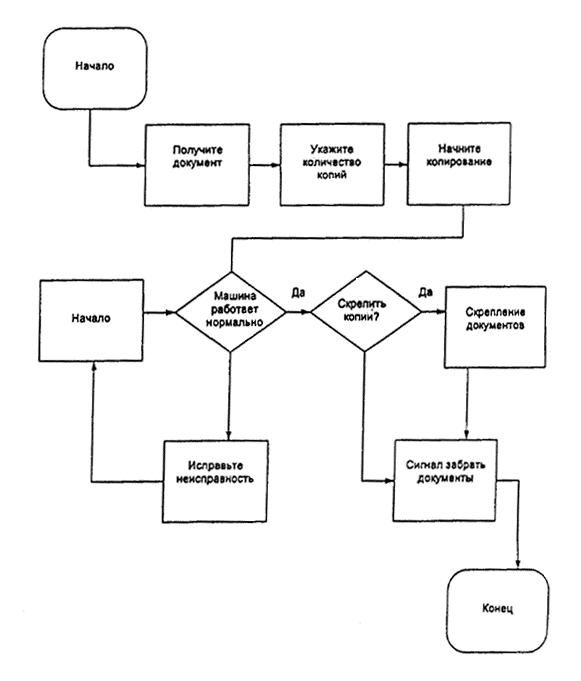 Начало
Получите
документ
Укажите
количество
копий
Начните
копирование
Начало
Машина
работает
нормально
Да
Скрепить
копии?
Да
Скрепление
документов
Исправьте
неисправность
Сигнал забрать
документы
Конец